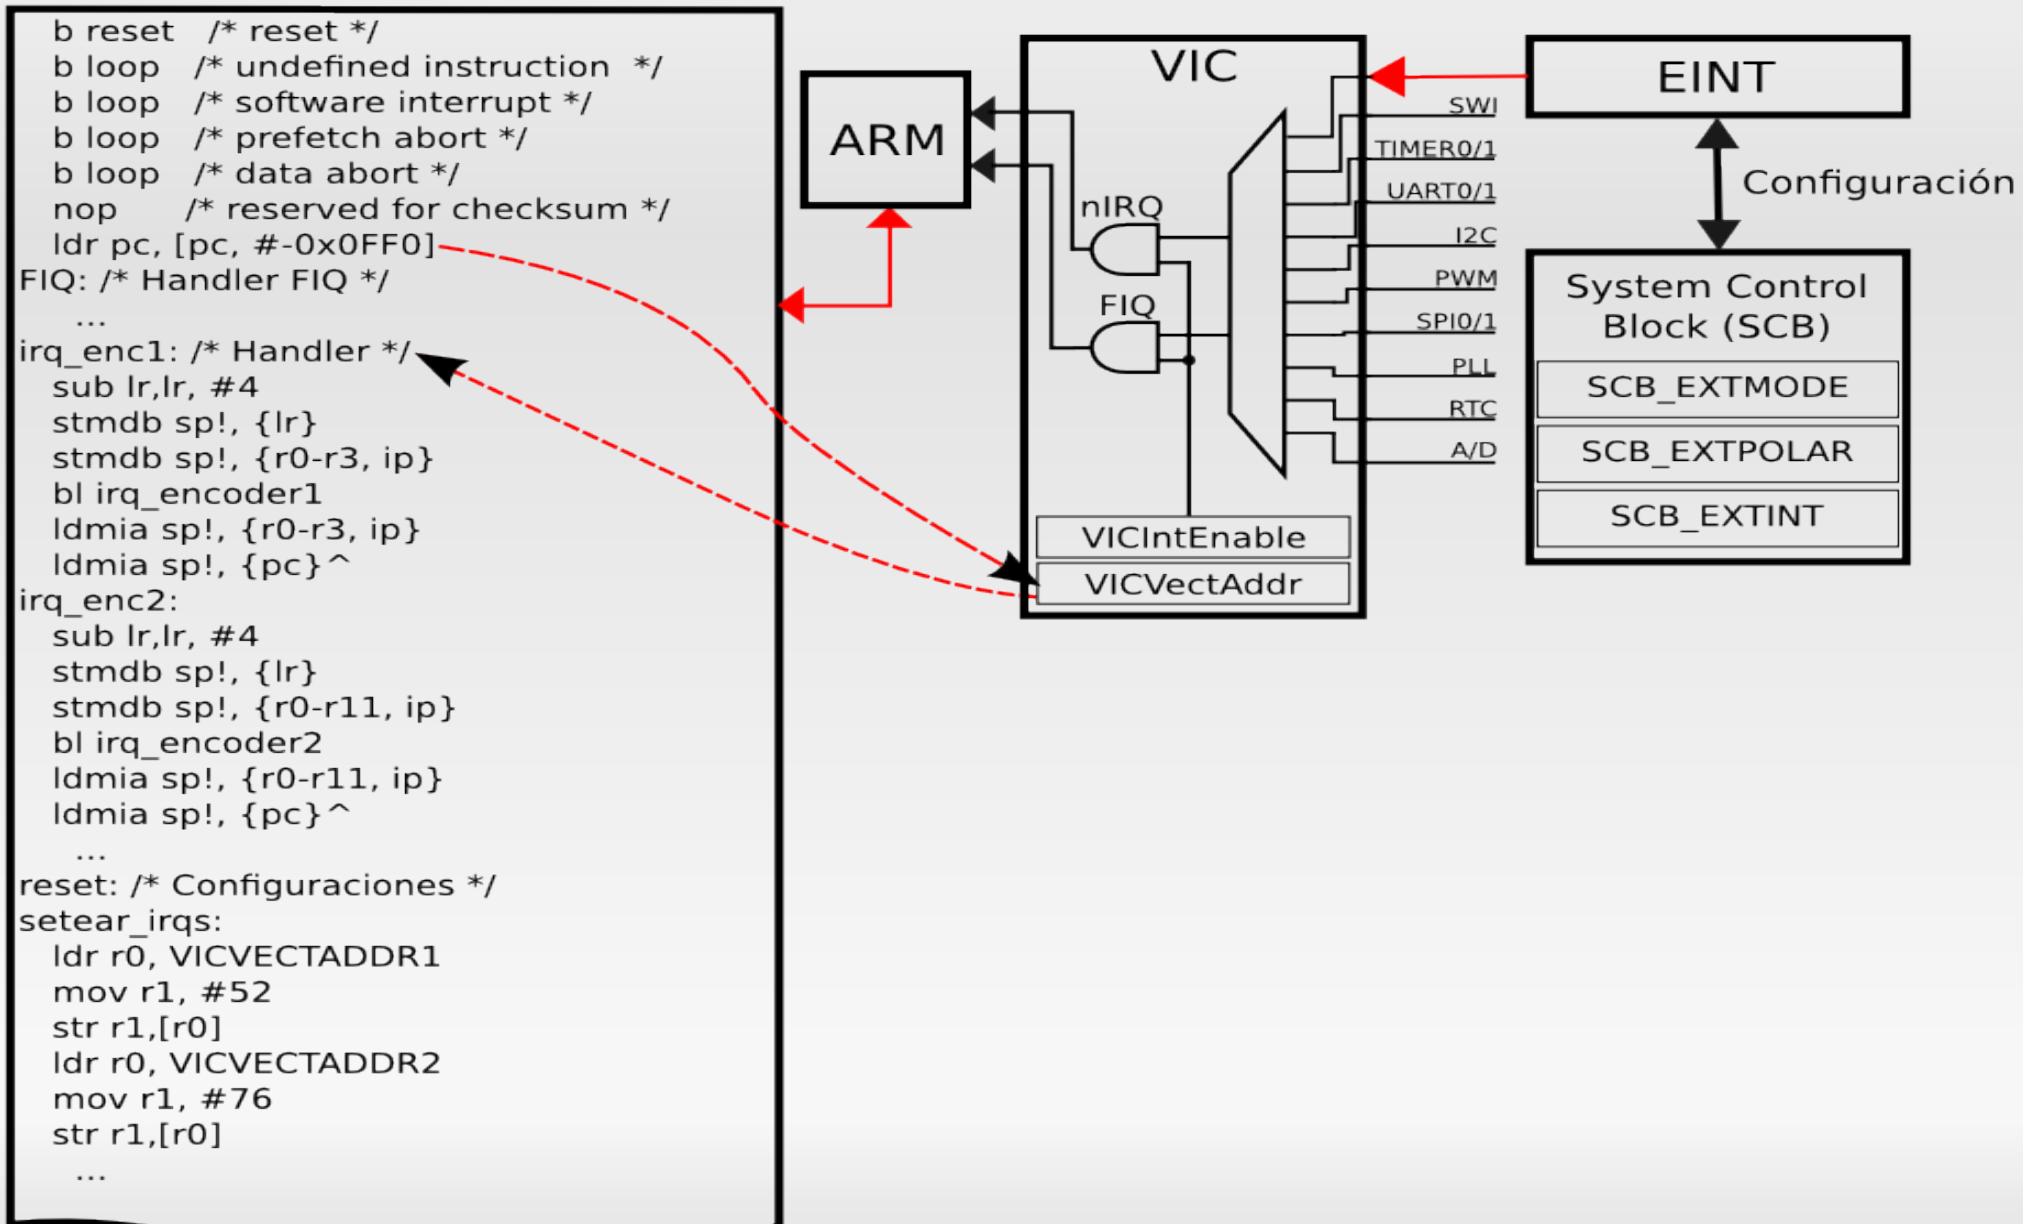 b reset /* reset */
b loop /* undefined instruction */
b loop /* software interrupt */
b loop /* prefetch abort */
b loop /* data abort */
nop /* reserved for checksum */
ldr pc, [pc, #-0x0FF0]
FIQ: /* Handler FIQ */
...
irq_enc1: /* Handler */
sub lr,lr, #4
stmdb sp!, {lr}
stmdb sp!, {r0-r3, ip}
bl irq_encoder1
ldmia sp!, {r0-r3, ip}
ldmia sp!, {pc}^
irq_enc2:
sub lr,lr, #4
stmdb sp!, {lr}
stmdb sp!, {r0-r11, ip}
bl irq_encoder2
ldmia sp!, {r0-r11, ip}
ldmia sp!, {pc}^
...
reset: /* Configuraciones */
setear_irqs:
ldr r0, VICVECTADDR1
mov r1, #52
str r1,[r0]
ldr r0, VICVECTADDR2
mov r1, #76
str r1,[r0]
...
ARM
VIC
nIRQ
FIQ
VICIntEnable
VICVectAddr
SWI
TIMER0/1
UART0/1
I2C
PWM
SPI0/1
PLL
RTC
A/D
EINT
Configuración
System Control
Block (SCB)
SCB_EXTMODE
SCB_EXTPOLAR
SCB_EXTINT